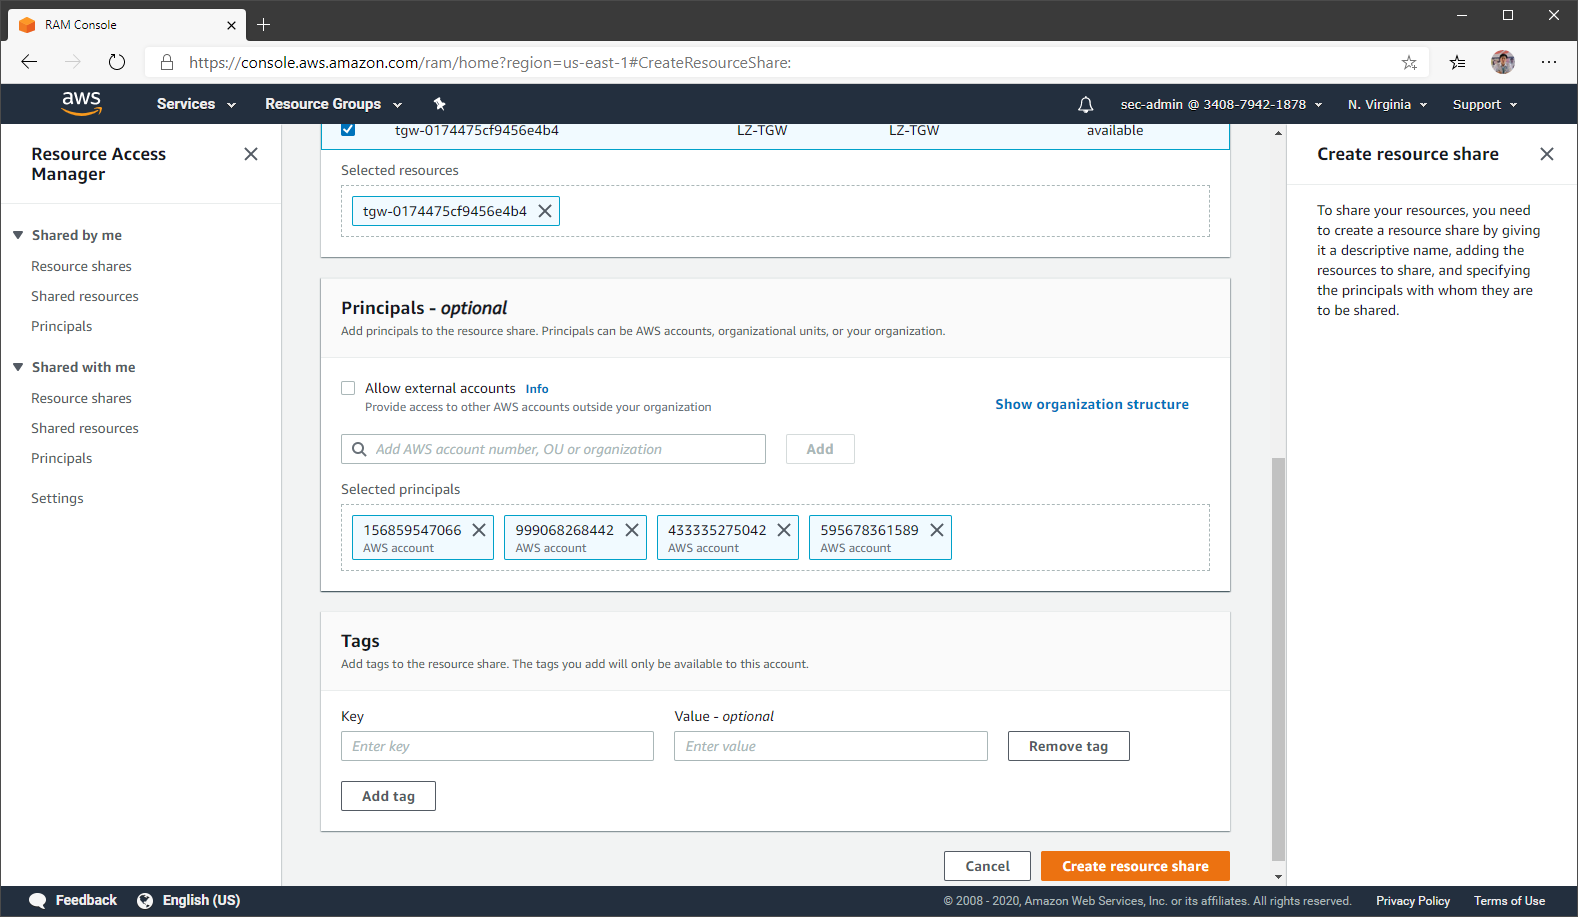 RAM Console
https://console.aws.amazon.com/ram/home?region=us-east-1#CreateResourceShare:
aws
Services
Resource Groups
sec-admin @ 3408-7942-1878
N. Virginia
Support
Resource Access
Manager
Shared by me
Resource shares
Shared resources
Principals
Shared with me
Resource shares
Shared resources
Principals
Settings
tgw-0174475cf9456e4b4 LZ-TGW LZ-TGW available
Selected resources
tgw-0174475cf9456e4b4
Principals - optional
Add principals to the resource share. Principals can be AWS accounts, organizational units, or your organization.
Allow external accounts Info
Provide access to other AWS accounts outside your organization
Show organization structure
Add AWS account number, OU or organization
Add
Selected principals
156859547066
AWS account
999068268442
AWS account
433335275042
AWS account
595678361589
AWS account
Tags
Add tags to the resource share. The tags you add will only be available to this account.
Key
Value - optional
Enter key
Enter value
Remove tag
Add tag
Cancel
Create resource share
Create resource share
To share your resources, you need
to create a resource share by giving
it a descriptive name, adding the
resources to share, and specifying
the principals with whom they are
to be shared.
Feedback
English (US)
© 2008 - 2020, Amazon Web Services, Inc. or its affiliates. All rights reserved.
Privacy Policy
Terms of Use